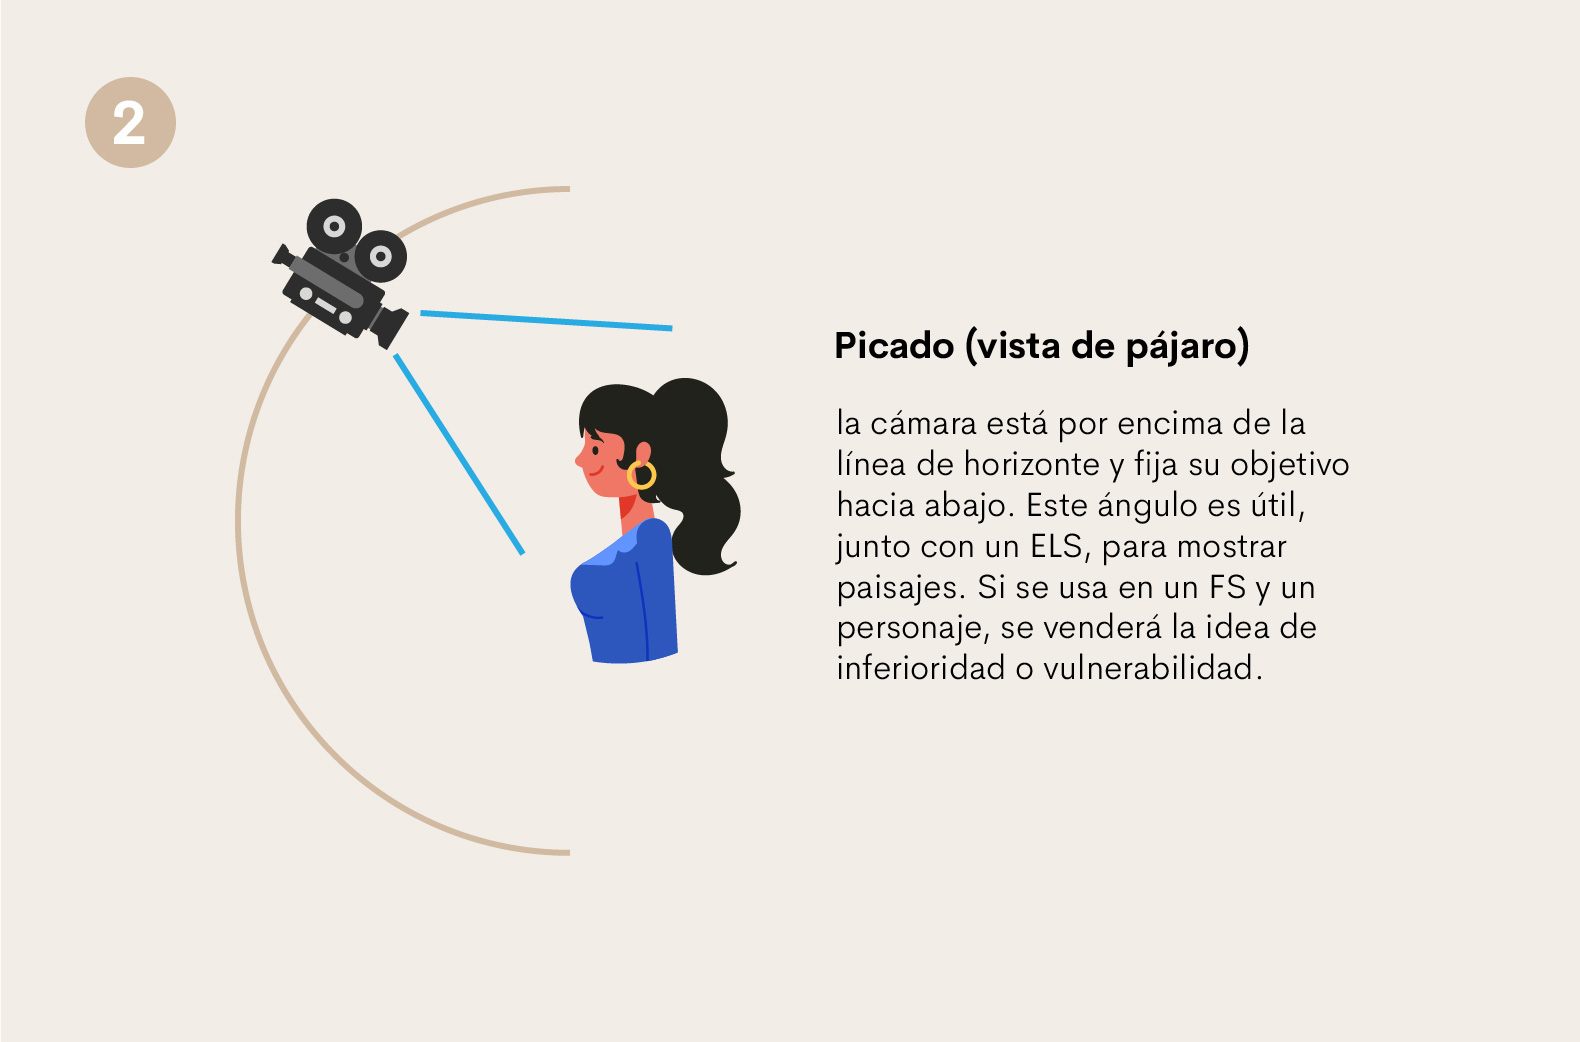 2
Picado (vista de pájaro)
la cámara está por encima de la
línea de horizonte y fija su objetivo
hacia abajo. Este ángulo es útil,
junto con un ELS, para mostrar
paisajes. Si se usa en un FS y un
personaje, se venderá la idea de
inferioridad o vulnerabilidad.